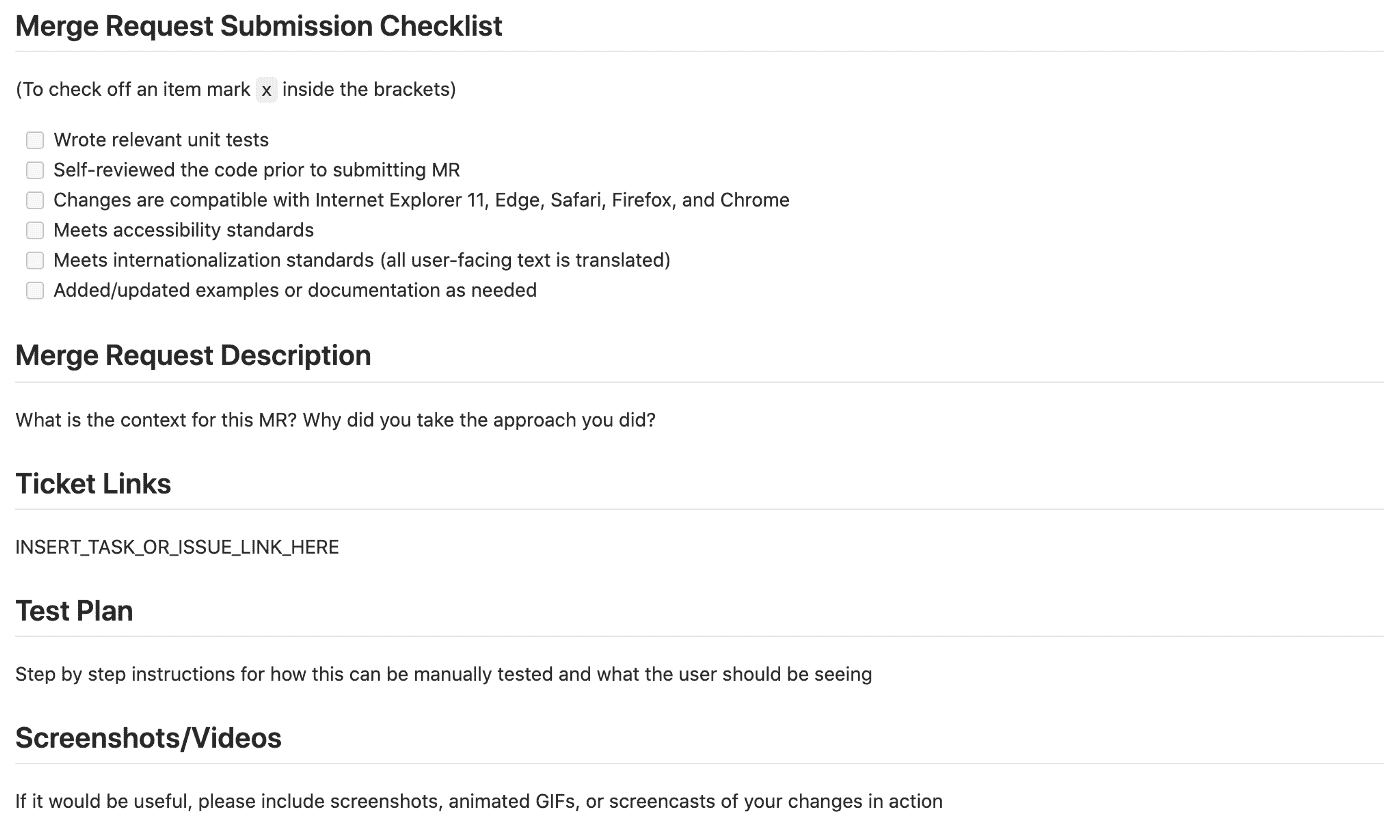 Merge Request Submission Checklist
(To check off an item mark x inside the brackets)
Wrote relevant unit tests
Self-reviewed the code prior to submitting MR
Changes are compatible with Internet Explorer 11, Edge, Safari, Firefox, and Chrome
Meets accessibility standards
Meets internationalization standards (all user-facing text is translated)
Added/updated examples or documentation as needed
Merge Request Description
What is the context for this MR? Why did you take the approach you did?
Ticket Links
INSERT_TASK_OR_ISSUE_LINK_HERE
Test Plan
Step by step instructions for how this can be manually tested and what the user should be seeing
Screenshots/Videos
If it would be useful, please include screenshots, animated GIFs, or screencasts of your changes in action